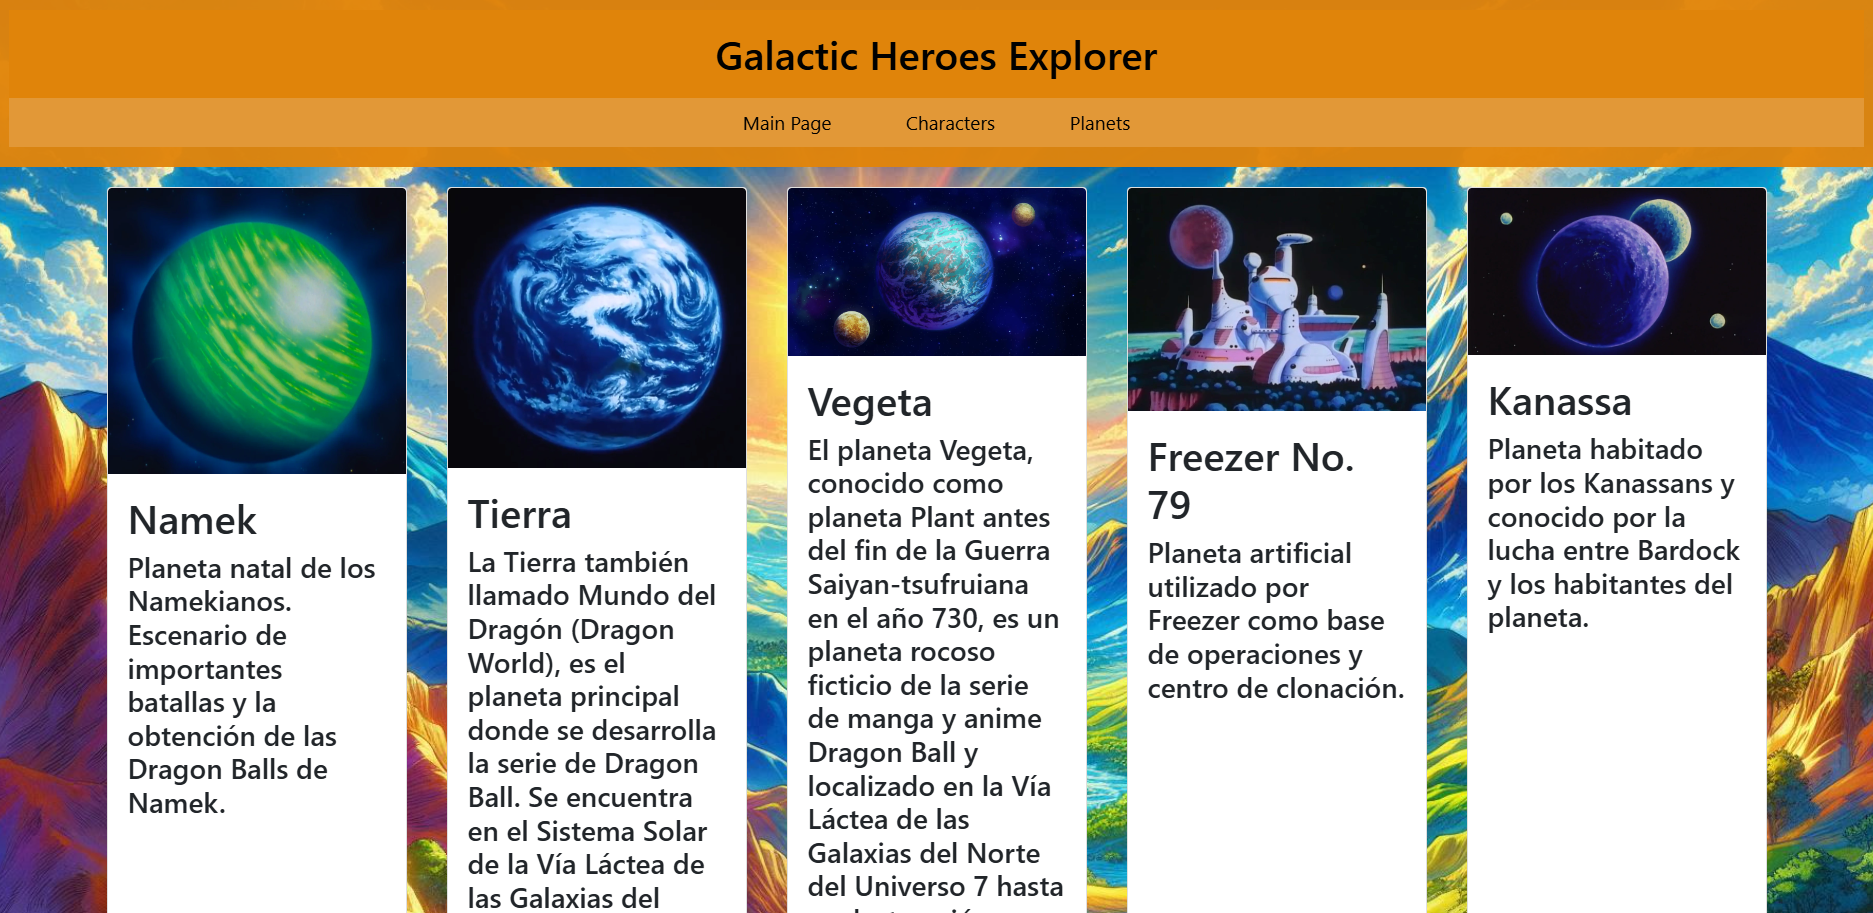 Galactic Heroes Explorer
Main Page
Characters
Planets
Namek
Planeta natal de los
Namekianos.
Escenario de
importantes
batallas y la
obtención de las
Dragon Balls de
Namek.
Tierra
La Tierra también
llamado Mundo del
Dragón (Dragon
World), es el
planeta principal
donde se desarrolla
la serie de Dragon
Ball. Se encuentra
en el Sistema Solar
de la Vía Láctea de
las Galaxias del
Vegeta
El planeta Vegeta,
conocido como
planeta Plant antes
del fin de la Guerra
Saiyan-tsufruiana
en el año 730, es un
planeta rocoso
ficticio de la serie
de manga y anime
Dragon Ball y
localizado en la Vía
Láctea de las
Galaxias del Norte
del Universo 7 hasta
Freezer No.
79
Planeta artificial
utilizado por
Freezer como base
de operaciones y
centro de clonación.
Kanassa
Planeta habitado
por los Kanassans y
conocido por la
lucha entre Bardock
y los habitantes del
planeta.